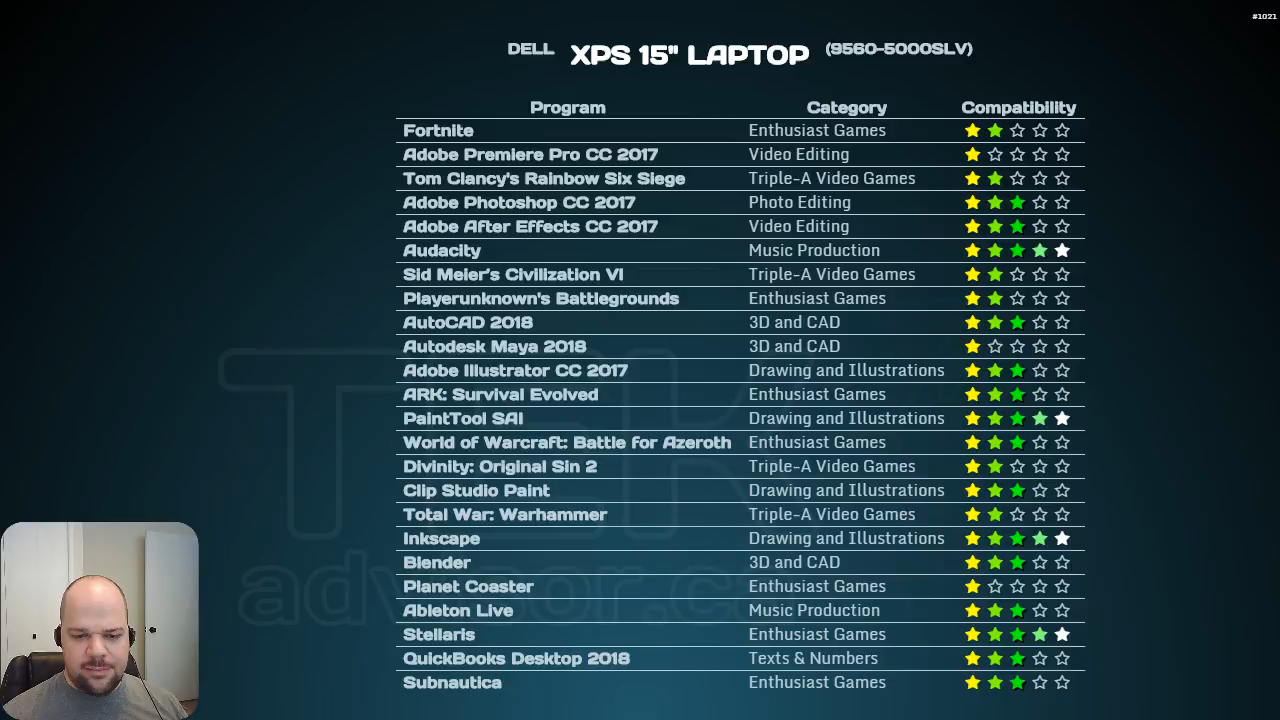 #1021
DELL XPS 15" LAPTOP (9560-5000SLV)
Program Category Compatibility
Fortnite Enthusiast Games
Adobe Premiere Pro CC 2017 Video Editing
Tom Clancy's Rainbow Six Siege Triple-A Video Games
Adobe Photoshop CC 2017 Photo Editing
Adobe After Effects CC 2017 Video Editing
Audacity Music Production
Sid Meier's Civilization VI Triple-A Video Games
Playerunknown's Battlegrounds Enthusiast Games
AutoCAD 2018 3D and CAD
Autodesk Maya 2018 3D and CAD
Adobe Illustrator CC 2017 Drawing and Illustrations
ARK: Survival Evolved Enthusiast Games
PaintTool SAI Drawing and Illustrations
World of Warcraft: Battle for Azeroth Enthusiast Games
Divinity: Original Sin 2 Triple-A Video Games
Clip Studio Paint Drawing and Illustrations
Total War: Warhammer Triple-A Video Games
Inkscape Drawing and Illustrations
Blender 3D and CAD
Planet Coaster Enthusiast Games
Ableton Live Music Production
Stellaris Enthusiast Games
QuickBooks Desktop 2018 Texts & Numbers
Subnautica Enthusiast Games